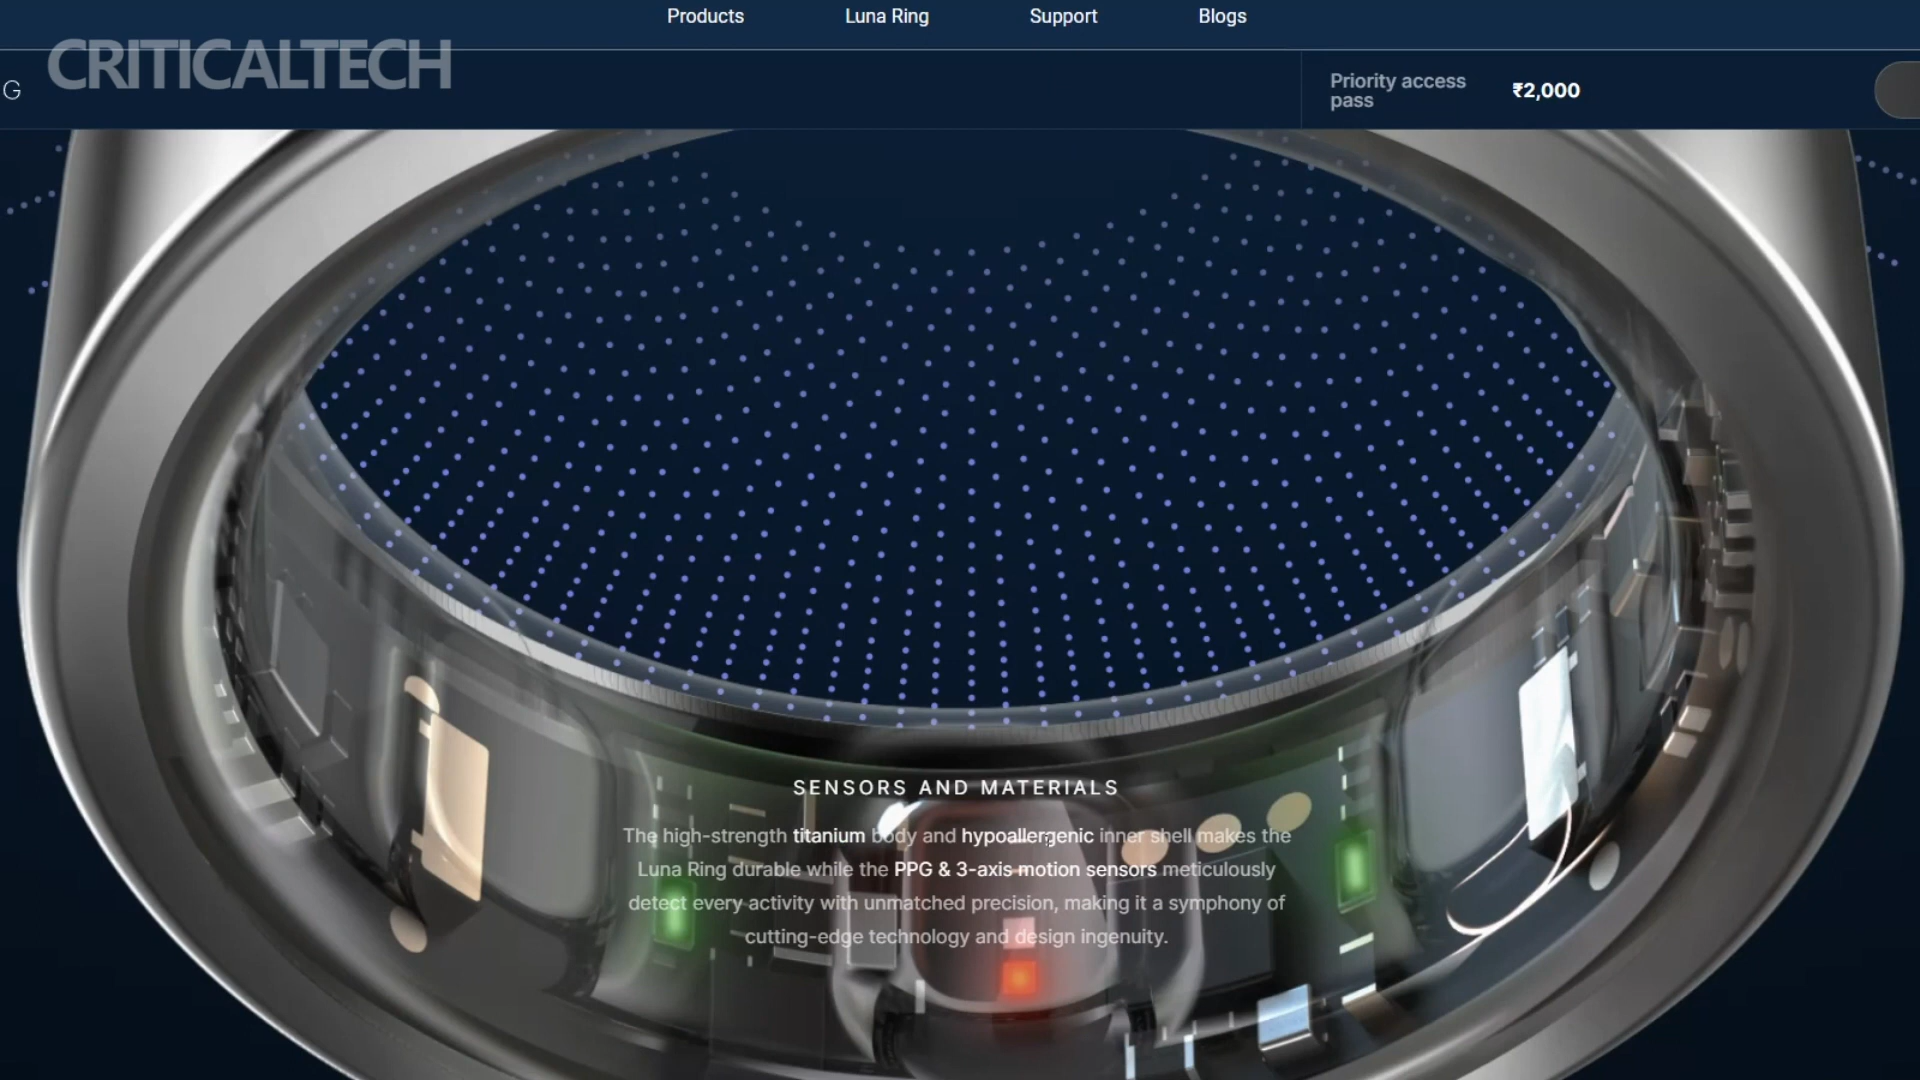 Products Luna Ring Support Blogs
CRITICALTECH
G
Priority access
pass
₹2,000
SENSORS AND MATERIALS
The high-strength titanium body and hypoallergenic inner shell makes the
Luna Ring durable while the PPG & 3-axis motion sensors meticulously
detect every activity with unmatched precision, making it a symphony of
cutting-edge technology and design ingenuity.